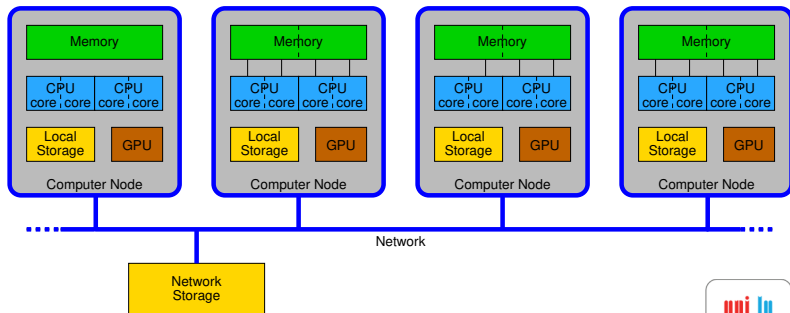 Memory
CPU CPU
core core core core
Local
Storage
GPU
Computer Node
Memory
CPU CPU
core core core core
Local
Storage
GPU
Computer Node
Memory
CPU CPU
core core core core
Local
Storage
GPU
Computer Node
Memory
CPU CPU
core core core core
Local
Storage
GPU
Computer Node
Network
Network
Storage
uni lu